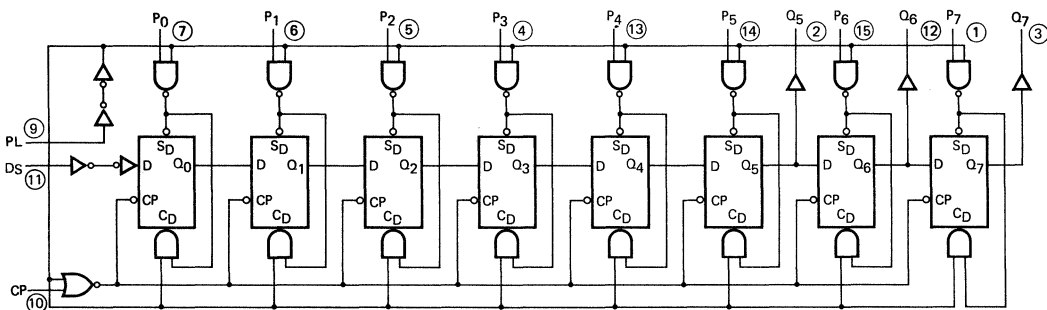 P0 7 P1 6 P2 5 P3 4 P4 13 P5 14 Q5 2 P6 15 Q6 12 P7 1 Q7 3
PL 9
DS 11
SD D Q0 CP CD
SD D Q1 CP CD
SD D Q2 CP CD
SD D Q3 CP CD
SD D Q4 CP CD
SD D Q5 CP CD
SD D Q6 CP CD
SD D Q7 CP CD
CP 10